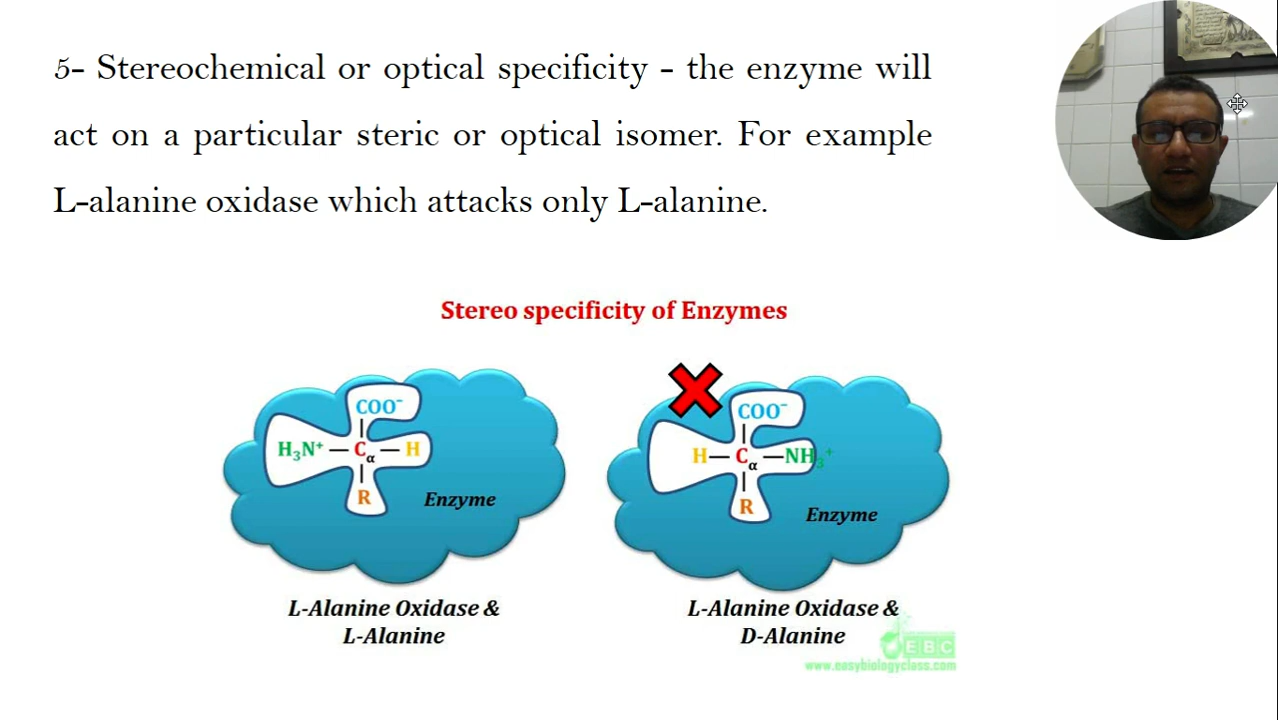 5- Stereochemical or optical specificity - the enzyme will
act on a particular steric or optical isomer. For example
L-alanine oxidase which attacks only L-alanine.
Stereo specificity of Enzymes
COO⁻
H₃N⁺ — Cα — H
R
Enzyme
L-Alanine Oxidase &
L-Alanine
COO⁻
H — Cα — NH₃⁺
R
Enzyme
L-Alanine Oxidase &
D-Alanine
EBC
www.easybiologyclass.com